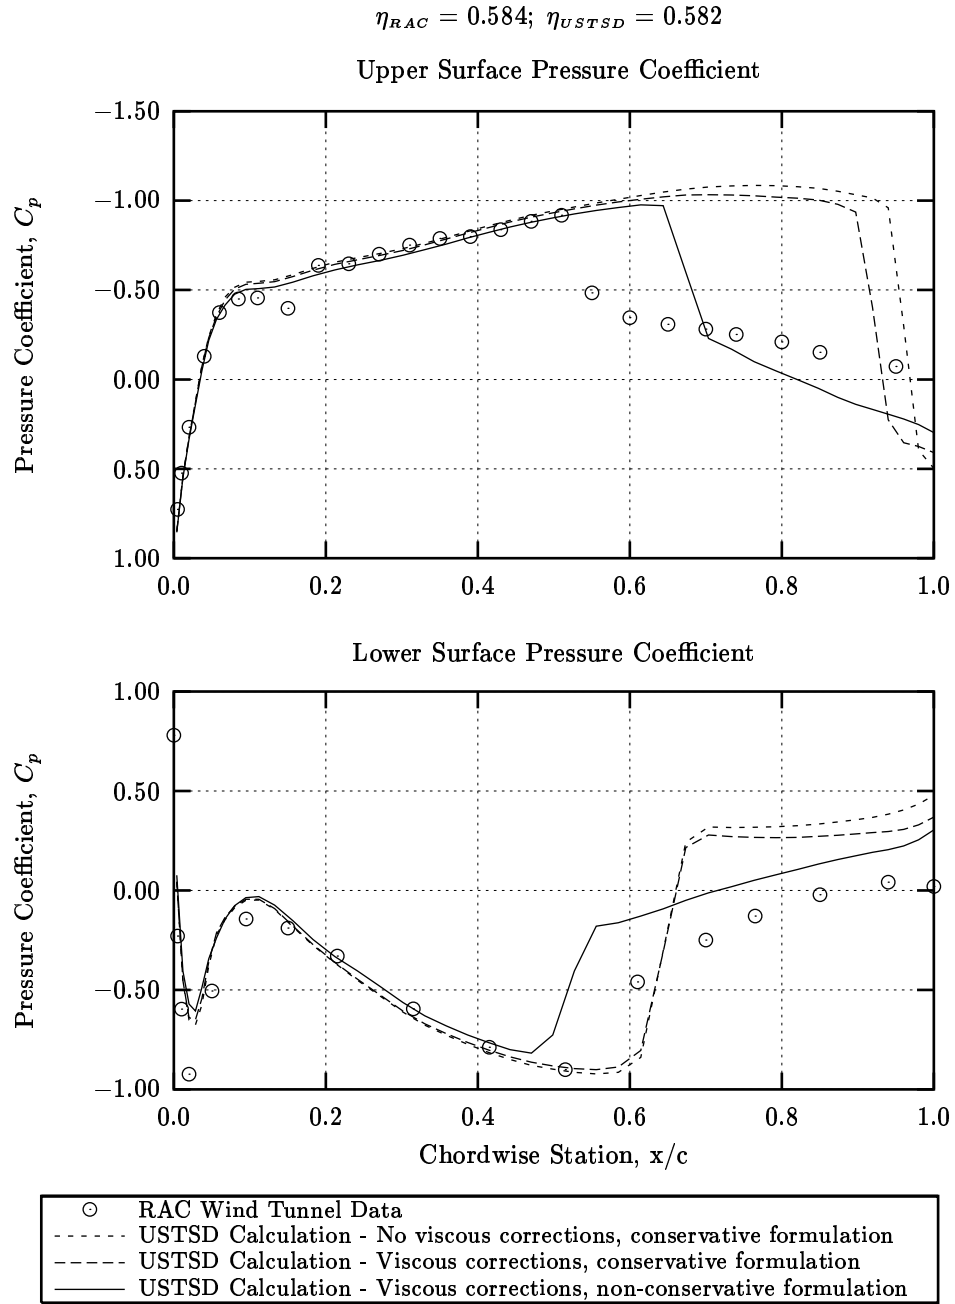 η_RAC = 0.584; η_USTSD = 0.582
Upper Surface Pressure Coefficient
Pressure Coefficient, C_p
−1.50
−1.00
−0.50
0.00
0.50
1.00
0.0 0.2 0.4 0.6 0.8 1.0
Lower Surface Pressure Coefficient
Pressure Coefficient, C_p
1.00
0.50
0.00
−0.50
−1.00
0.0 0.2 0.4 0.6 0.8 1.0
Chordwise Station, x/c
RAC Wind Tunnel Data
USTSD Calculation - No viscous corrections, conservative formulation
USTSD Calculation - Viscous corrections, conservative formulation
USTSD Calculation - Viscous corrections, non-conservative formulation